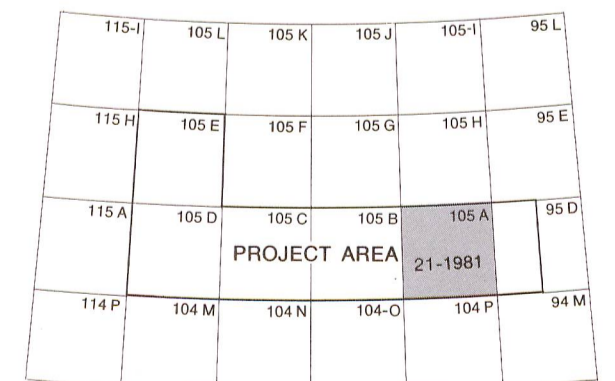 115-I 105 L 105 K 105 J 105-I 95 L
115 H 105 E 105 F 105 G 105 H 95 E
115 A 105 D 105 C 105 B 105 A 95 D
PROJECT AREA 21-1981
114 P 104 M 104 N 104-O 104 P 94 M